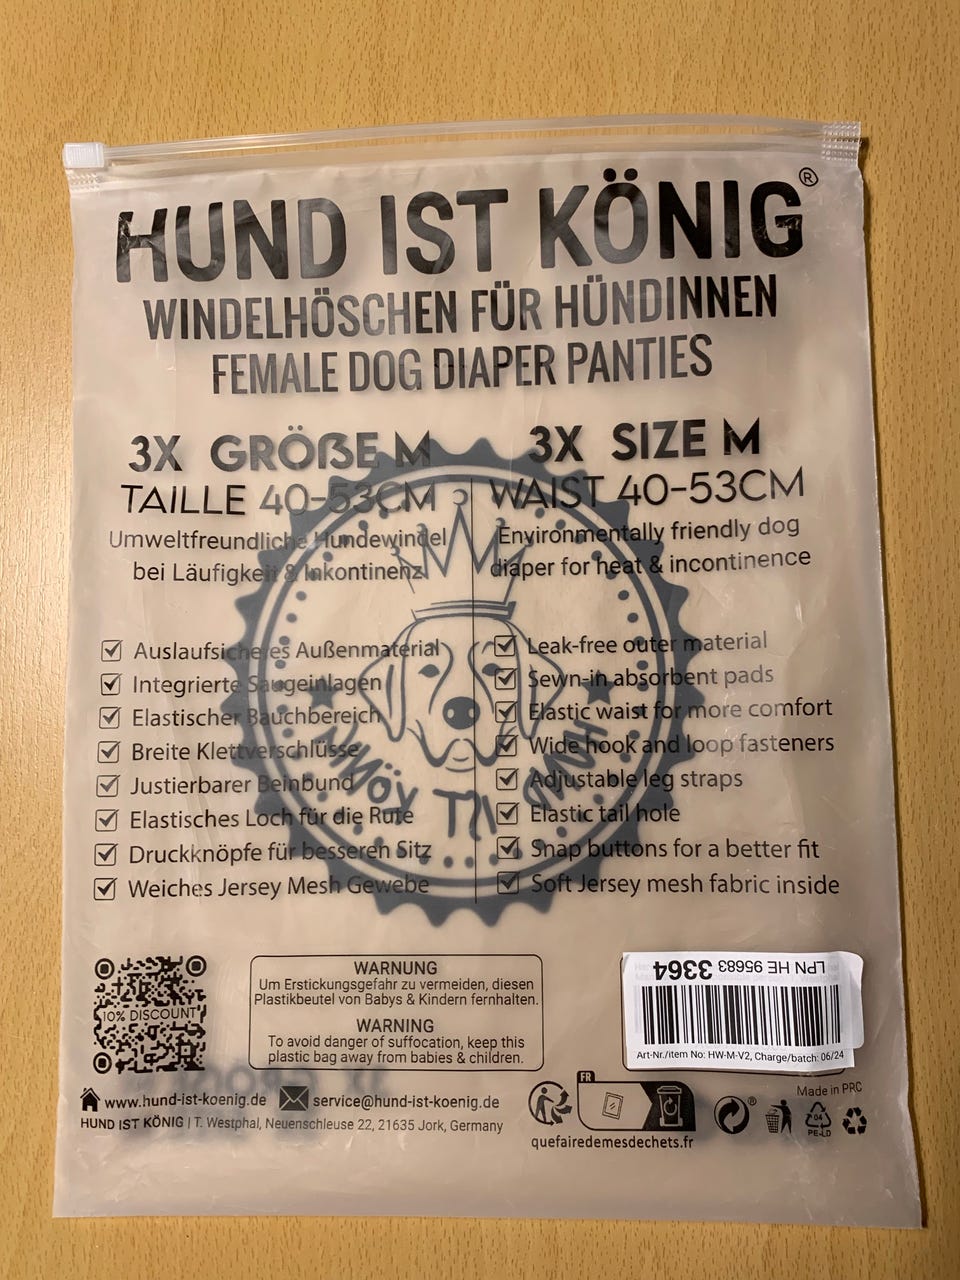 HUND IST KÖNIG®
WINDELHÖSCHEN FÜR HÜNDINNEN
FEMALE DOG DIAPER PANTIES
3X GRÖßE M
TAILLE 40-53CM
Umweltfreundliche Hundewindel
bei Läufigkeit & Inkontinenz
3X SIZE M
WAIST 40-53CM
Environmentally friendly dog
diaper for heat & incontinence
Auslaufsicheres Außenmaterial
Integrierte Saugeinlagen
Elastischer Bauchbereich
Breite Klettverschlüsse
Justierbarer Beinbund
Elastisches Loch für die Rute
Druckknöpfe für besseren Sitz
Weiches Jersey Mesh Gewebe
Leak-free outer material
Sewn-in absorbent pads
Elastic waist for more comfort
Wide hook and loop fasteners
Adjustable leg straps
Elastic tail hole
Snap buttons for a better fit
Soft Jersey mesh fabric inside
HUND IST KÖNIG
10% DISCOUNT
WARNUNG
Um Erstickungsgefahr zu vermeiden, diesen
Plastikbeutel von Babys & Kindern fernhalten.
WARNING
To avoid danger of suffocation, keep this
plastic bag away from babies & children.
LPN HE 95683 3364
Art-Nr./item No: HW-M-V2, Charge/batch: 06/24
www.hund-ist-koenig.de
service@hund-ist-koenig.de
HUND IST KÖNIG | T. Westphal, Neuenschleuse 22, 21635 Jork, Germany
FR
quefairedemesdechets.fr
Made in PRC
®
04
PE-LD
3X GRÖßE